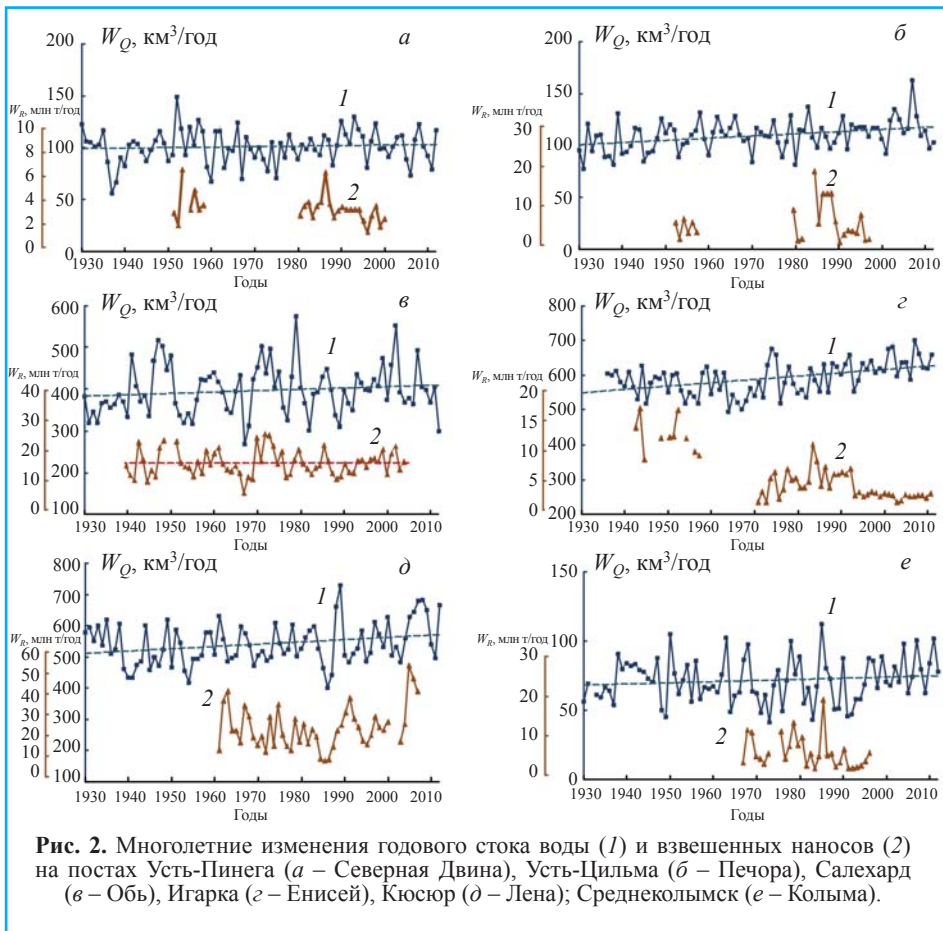 W_Q, км³/год
а
200
150
100
50
0
W_R, млн т/год
10
8
6
4
2
0
1
2
1930 1940 1950 1960 1970 1980 1990 2000 2010
Годы
W_Q, км³/год
б
200
150
100
50
0
W_R, млн т/год
30
20
10
0
1
2
1930 1940 1950 1960 1970 1980 1990 2000 2010
Годы
W_Q, км³/год
в
600
500
400
300
200
100
W_R, млн т/год
40
30
20
10
0
1
2
1930 1940 1950 1960 1970 1980 1990 2000 2010
Годы
W_Q, км³/год
г
800
700
600
500
400
300
200
W_R, млн т/год
20
15
10
5
0
1
2
1930 1940 1950 1960 1970 1980 1990 2000 2010
Годы
W_Q, км³/год
д
800
700
600
500
400
300
200
100
W_R, млн т/год
60
50
40
30
20
10
0
1
2
1930 1940 1950 1960 1970 1980 1990 2000 2010
Годы
W_Q, км³/год
е
150
100
50
0
W_R, млн т/год
30
20
10
0
1
2
1930 1940 1950 1960 1970 1980 1990 2000 2010
Годы
Рис. 2. Многолетние изменения годового стока воды (1) и взвешенных наносов (2)
на постах Усть-Пинега (а – Северная Двина), Усть-Цильма (б – Печора), Салехард
(в – Обь), Игарка (г – Енисей), Кюсюр (д – Лена); Среднеколымск (е – Колыма).